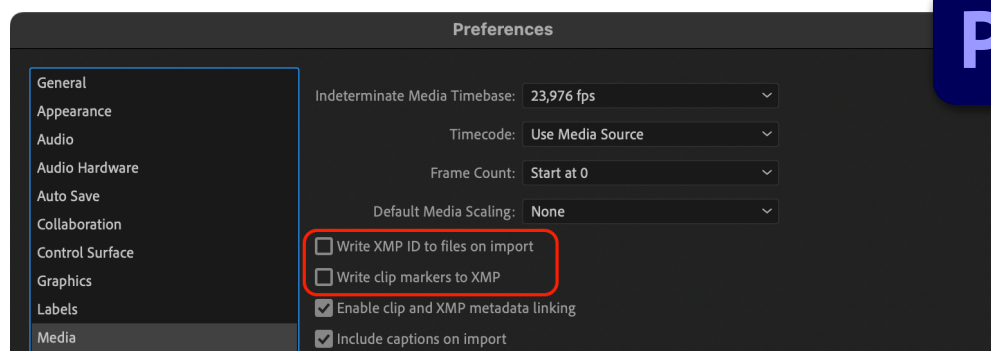 Preferences
P
General
Appearance
Audio
Audio Hardware
Auto Save
Collaboration
Control Surface
Graphics
Labels
Media
Indeterminate Media Timebase: 23,976 fps
Timecode: Use Media Source
Frame Count: Start at 0
Default Media Scaling: None
Write XMP ID to files on import
Write clip markers to XMP
Enable clip and XMP metadata linking
Include captions on import